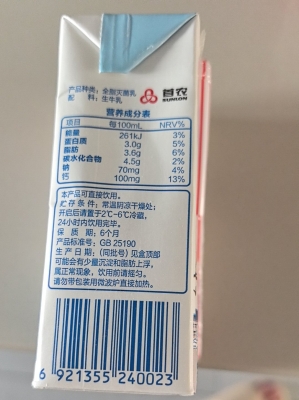 产品种类：全脂灭菌乳
配　　料：生牛乳
首农
SUNLON
营养成分表
项目 每100mL NRV%
能量 261kJ 3%
蛋白质 3.0g 5%
脂肪 3.6g 6%
碳水化合物 4.5g 2%
钠 70mg 4%
钙 100mg 13%
本产品可直接饮用。
贮存条件：常温阴凉干燥处；
开启后请置于2℃-6℃冷藏，
24小时内饮用完毕。
保　质　期：6个月
产品标准号：GB 25190
生产日期：（同批号）见盒顶部
可能会有少量沉淀和脂肪上浮，
属正常现象，饮用前请摇匀。
请勿带包装用微波炉直接加热。
6 921355 240023